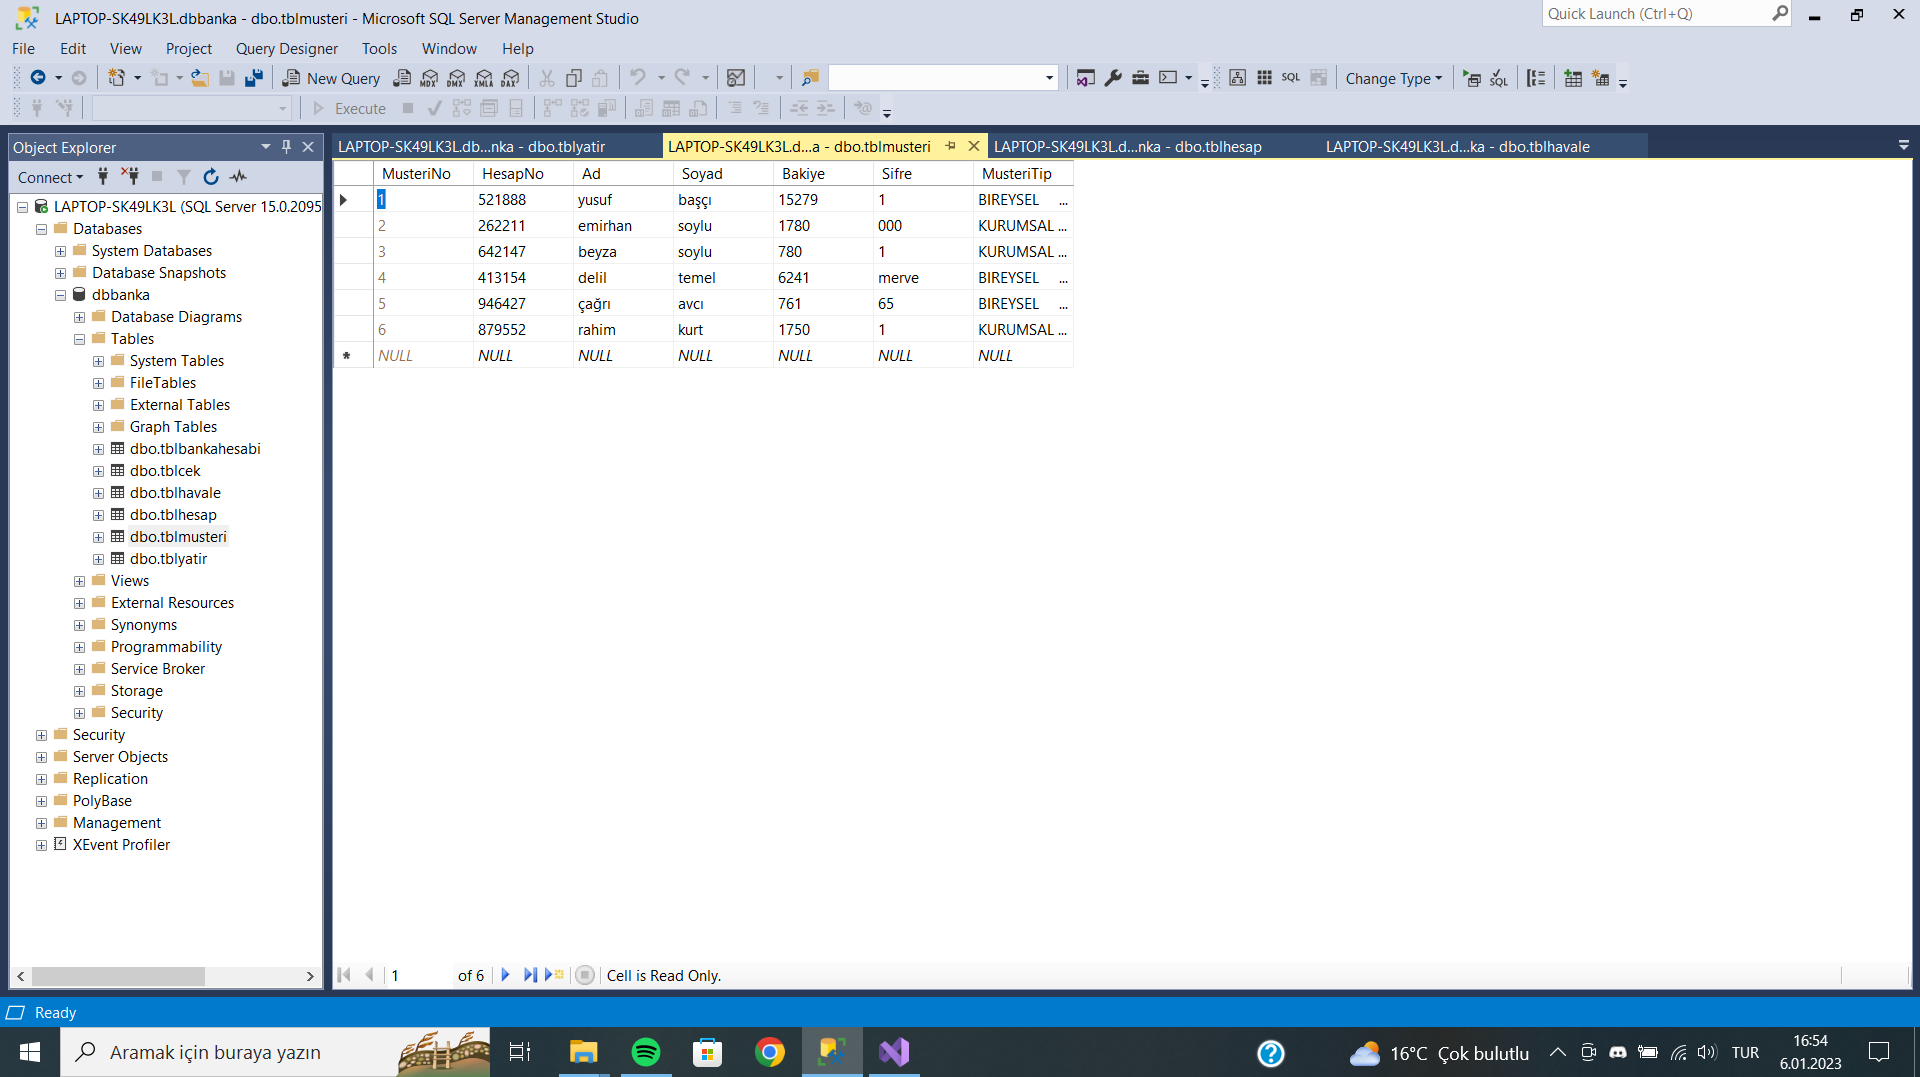 LAPTOP-SK49LK3L.dbbanka - dbo.tblmusteri - Microsoft SQL Server Management Studio
Quick Launch (Ctrl+Q)
File Edit View Project Query Designer Tools Window Help
New Query MDX DMX XMLA DAX SQL Change Type SQL
Execute
Object Explorer
Connect
LAPTOP-SK49LK3L (SQL Server 15.0.2095
Databases
System Databases
Database Snapshots
dbbanka
Database Diagrams
Tables
System Tables
FileTables
External Tables
Graph Tables
dbo.tblbankahesabi
dbo.tblcek
dbo.tblhavale
dbo.tblhesap
dbo.tblmusteri
dbo.tblyatir
Views
External Resources
Synonyms
Programmability
Service Broker
Storage
Security
Security
Server Objects
Replication
PolyBase
Management
XEvent Profiler
LAPTOP-SK49LK3L.db...nka - dbo.tblyatir LAPTOP-SK49LK3L.d...a - dbo.tblmusteri LAPTOP-SK49LK3L.d...nka - dbo.tblhesap LAPTOP-SK49LK3L.d...ka - dbo.tblhavale
MusteriNo HesapNo Ad Soyad Bakiye Sifre MusteriTip
1 521888 yusuf başçı 15279 1 BIREYSEL ...
2 262211 emirhan soylu 1780 000 KURUMSAL ...
3 642147 beyza soylu 780 1 KURUMSAL ...
4 413154 delil temel 6241 merve BIREYSEL ...
5 946427 çağrı avcı 761 65 BIREYSEL ...
6 879552 rahim kurt 1750 1 KURUMSAL ...
NULL NULL NULL NULL NULL NULL NULL
1 of 6 Cell is Read Only.
Ready
Aramak için buraya yazın
16°C Çok bulutlu
TUR
16:54
6.01.2023